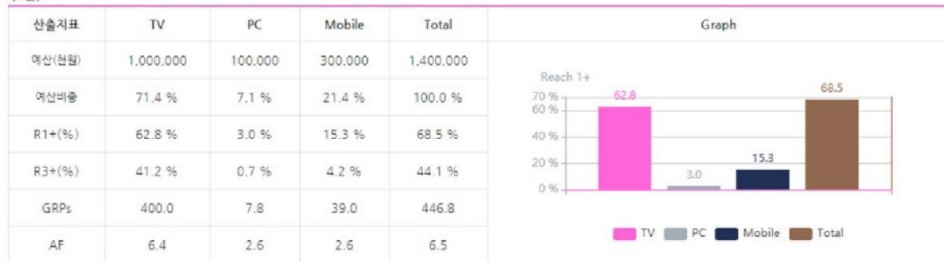 산출지표 TV PC Mobile Total Graph
예산(천원) 1,000,000 100,000 300,000 1,400,000
예산비중 71.4 % 7.1 % 21.4 % 100.0 %
R1+(%) 62.8 % 3.0 % 15.3 % 68.5 %
R3+(%) 41.2 % 0.7 % 4.2 % 44.1 %
GRPs 400.0 7.8 39.0 446.8
AF 6.4 2.6 2.6 6.5
Reach 1+
70 %
60 %
40 %
20 %
0 %
62.8
3.0
15.3
68.5
TV PC Mobile Total